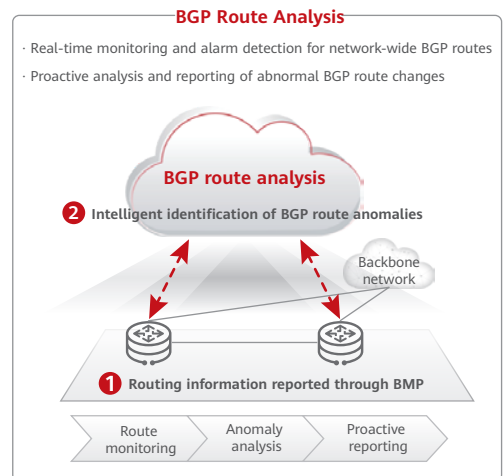 BGP Route Analysis
· Real-time monitoring and alarm detection for network-wide BGP routes
· Proactive analysis and reporting of abnormal BGP route changes
BGP route analysis
2 Intelligent identification of BGP route anomalies
Backbone
network
1 Routing information reported through BMP
Route
monitoring
Anomaly
analysis
Proactive
reporting